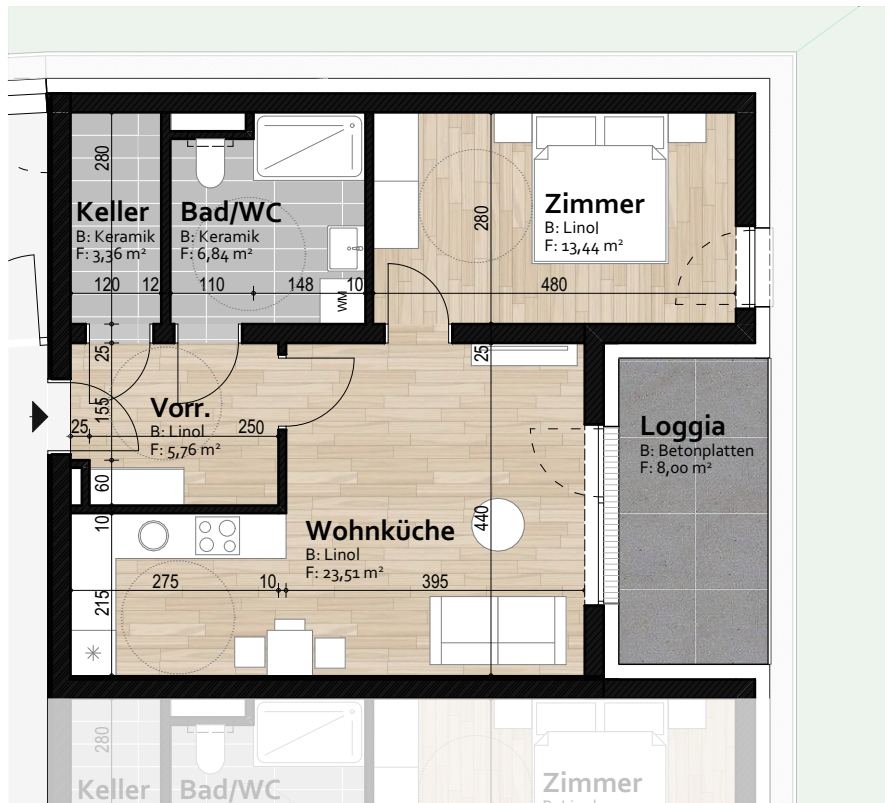 280
Keller
B: Keramik
F: 3,36 m²
120
12
Bad/WC
B: Keramik
F: 6,84 m²
110
148
10
WM
280
Zimmer
B: Linol
F: 13,44 m²
480
25
155
25
Vorr.
B: Linol
F: 5,76 m²
250
60
25
Loggia
B: Betonplatten
F: 8,00 m²
10
Wohnküche
B: Linol
F: 23,51 m²
440
275
10
395
215
280
Keller
Bad/WC
Zimmer